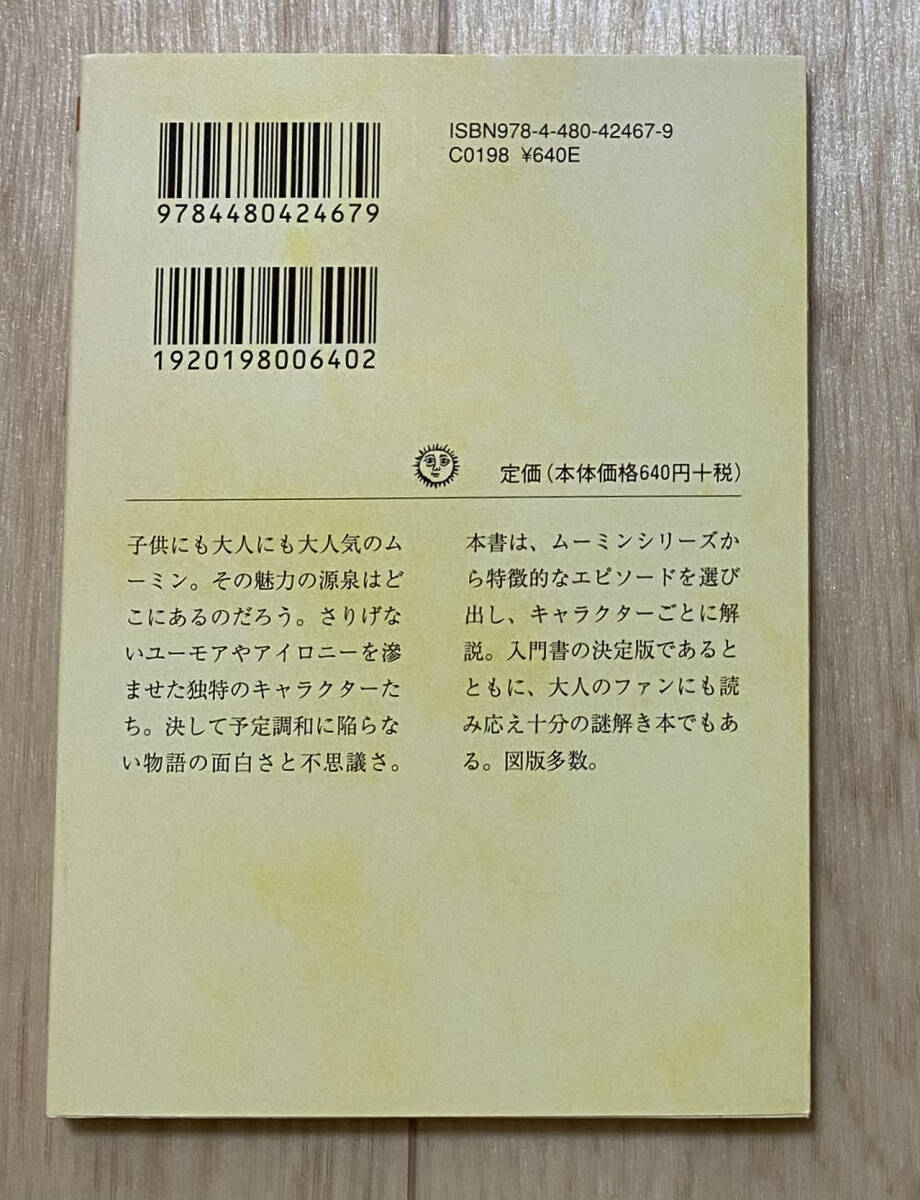 9784480424679
ISBN978-4-480-42467-9
C0198 ¥640E
1920198006402
定価(本体価格640円+税)
子供にも大人にも大人気のム
ーミン。その魅力の源泉はど
こにあるのだろう。さりげな
いユーモアやアイロニーを滲
ませた独特のキャラクターた
ち。決して予定調和に陥らな
い物語の面白さと不思議さ。
本書は、ムーミンシリーズか
ら特徴的なエピソードを選び
出し、キャラクターごとに解
説。入門書の決定版であると
ともに、大人のファンにも読
み応え十分の謎解き本でもあ
る。図版多数。